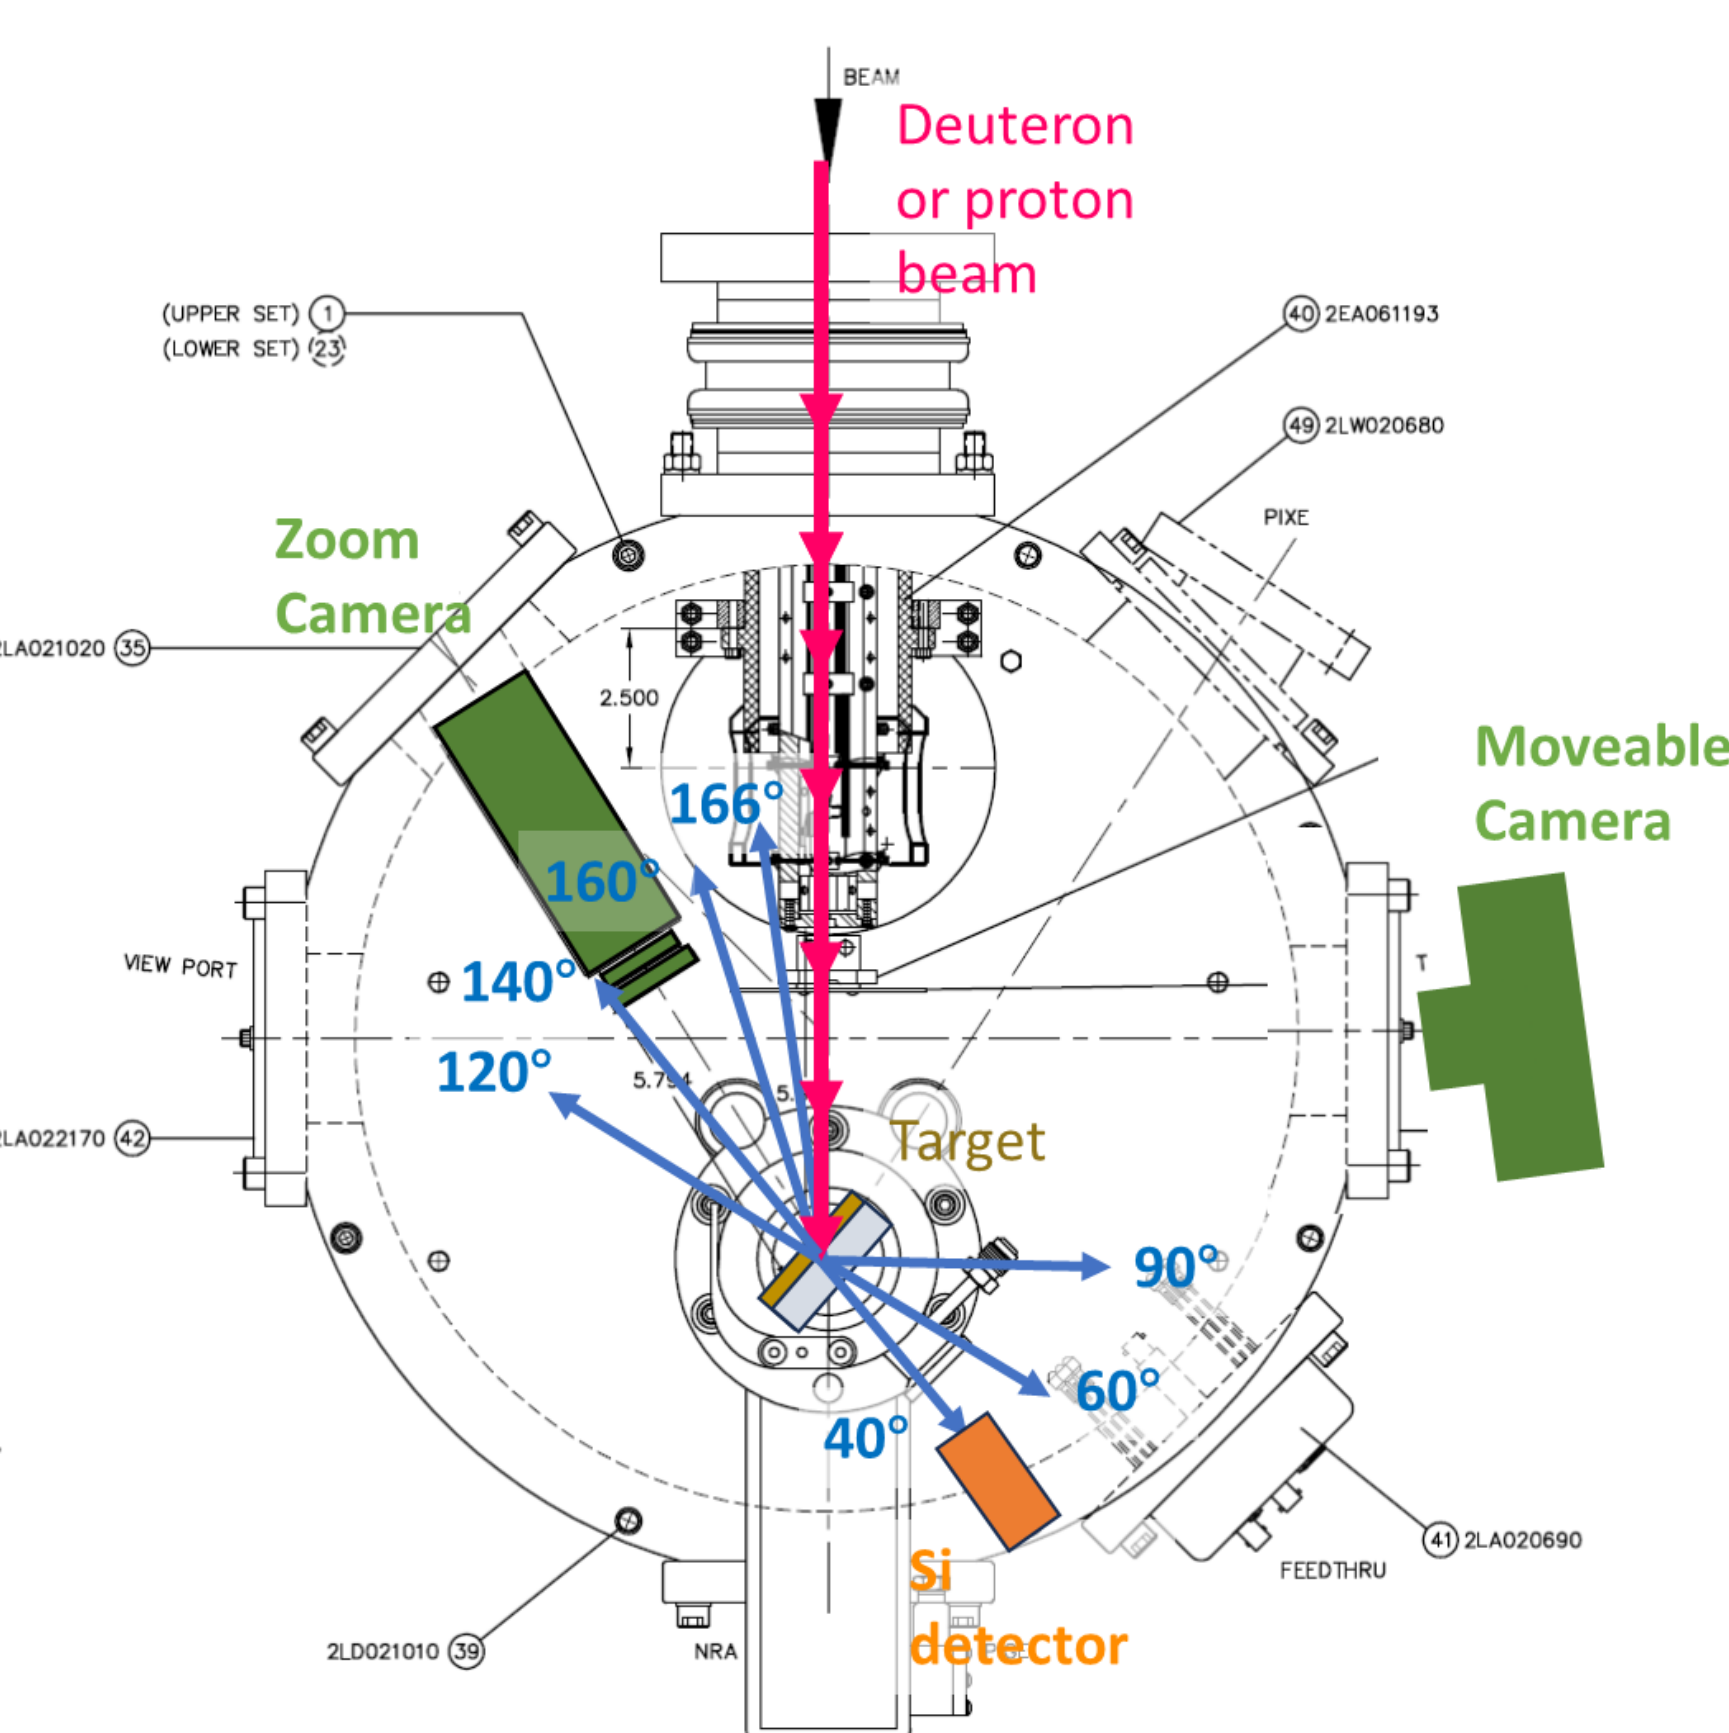 BEAM
Deuteron
or proton
beam
(UPPER SET) 1
(LOWER SET) (23)
40 2EA061193
49 2LW020680
PIXE
Zoom
Camera
LA021020 35
2.500
Moveable
Camera
166°
160°
VIEW PORT
T
140°
120°
5.794
5.
Target
LA022170 42
90°
60°
40°
41 2LA020690
FEEDTHRU
Si
detector
2LD021010 39
NRA